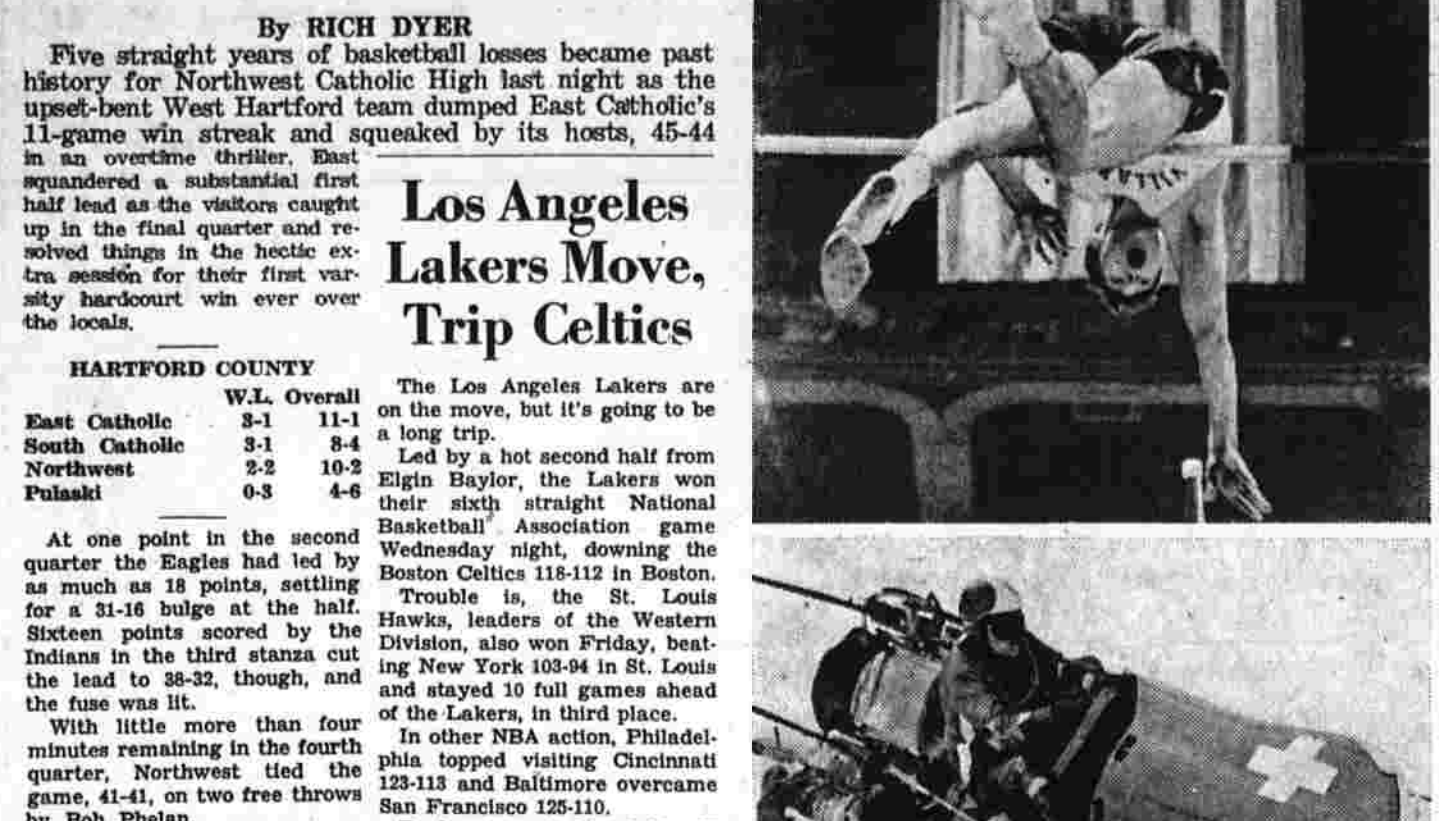 By RICH DYER
Five straight years of basketball losses became past
history for Northwest Catholic High last night as the
upset-bent West Hartford team dumped East Catholic's
11-game win streak and squeaked by its hosts, 45-44
in an overtime thriller. East
squandered a substantial first
half lead as the visitors caught
up in the final quarter and re-
solved things in the hectic ex-
tra session for their first var-
sity hardcourt win ever over
the locals.
HARTFORD COUNTY
W.L. Overall
East Catholic 3-1 11-1
South Catholic 3-1 8-4
Northwest 2-2 10-2
Pulaski 0-3 4-6
At one point in the second
quarter the Eagles had led by
as much as 18 points, settling
for a 31-16 bulge at the half.
Sixteen points scored by the
Indians in the third stanza cut
the lead to 38-32, though, and
the fuse was lit.
With little more than four
minutes remaining in the fourth
quarter, Northwest tied the
game, 41-41, on two free throws
by Bob Phelan
Los Angeles
Lakers Move,
Trip Celtics
The Los Angeles Lakers are
on the move, but it's going to be
a long trip.
Led by a hot second half from
Elgin Baylor, the Lakers won
their sixth straight National
Basketball Association game
Wednesday night, downing the
Boston Celtics 118-112 in Boston.
Trouble is, the St. Louis
Hawks, leaders of the Western
Division, also won Friday, beat-
ing New York 103-94 in St. Louis
and stayed 10 full games ahead
of the Lakers, in third place.
In other NBA action, Philadel-
phia topped visiting Cincinnati
123-113 and Baltimore overcame
San Francisco 125-110.